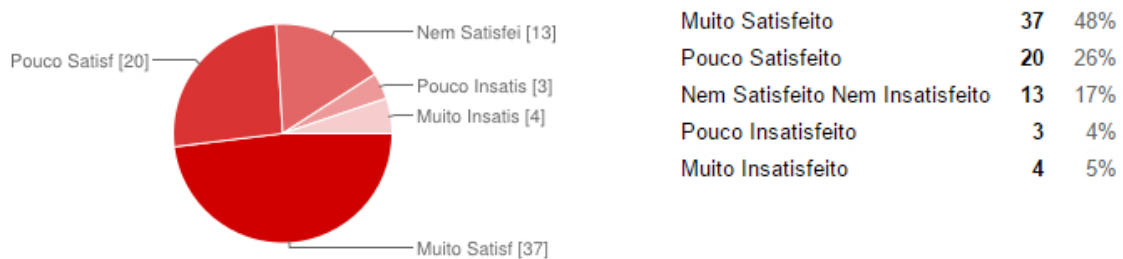 Pouco Satisf [20]
Nem Satisfei [13]
Pouco Insatis [3]
Muito Insatis [4]
Muito Satisf [37]
Muito Satisfeito 37 48%
Pouco Satisfeito 20 26%
Nem Satisfeito Nem Insatisfeito 13 17%
Pouco Insatisfeito 3 4%
Muito Insatisfeito 4 5%